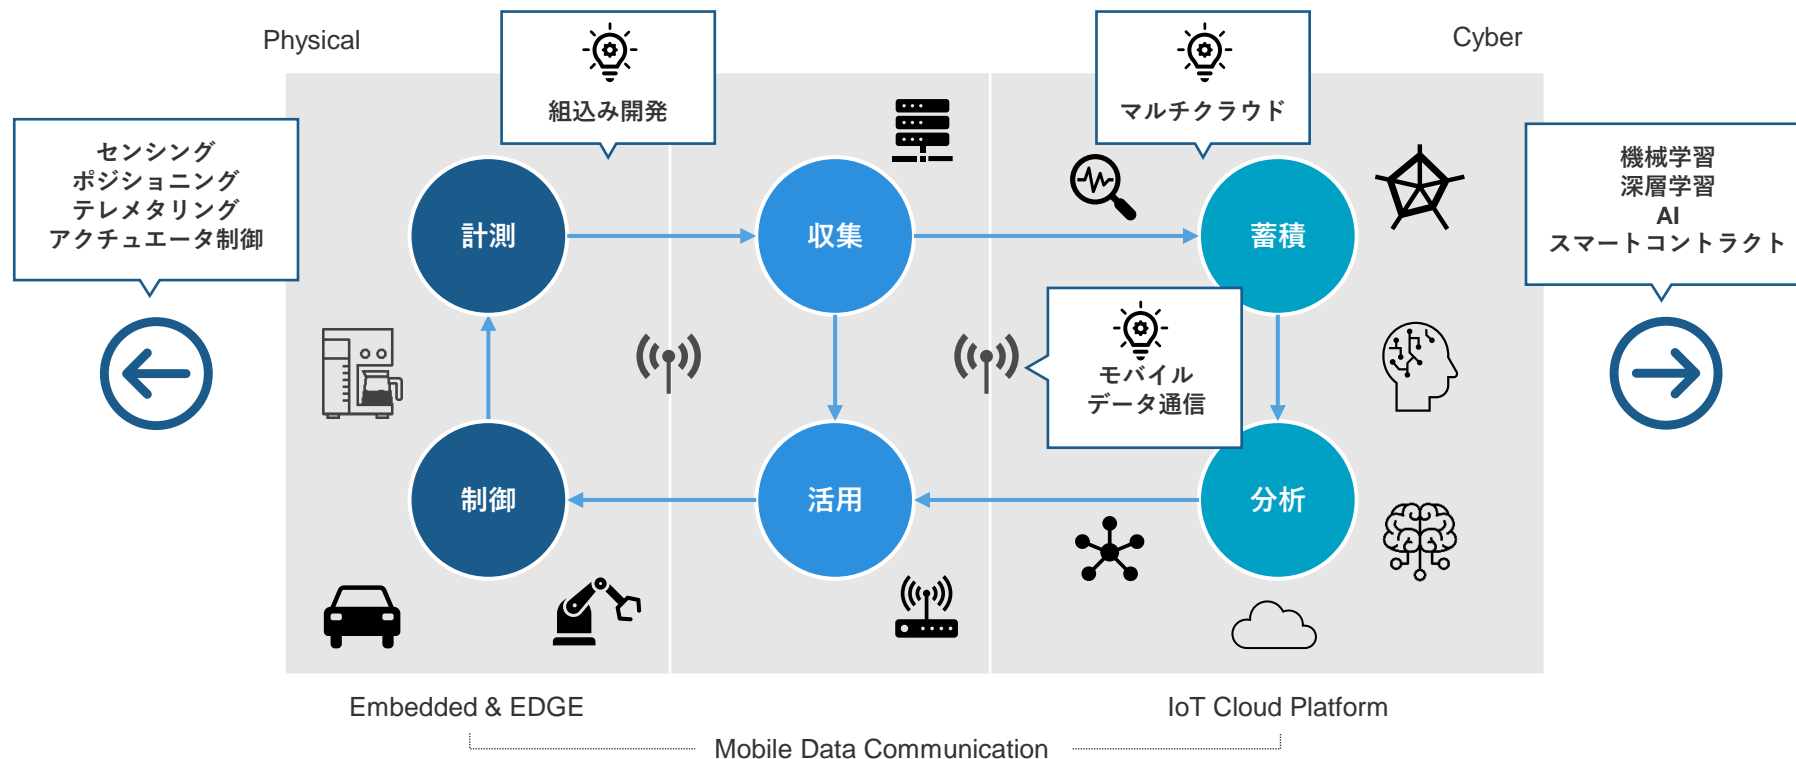 Physical
Cyber
組込み開発
マルチクラウド
センシング
ポジショニング
テレメタリング
アクチュエータ制御
機械学習
深層学習
AI
スマートコントラクト
計測
収集
蓄積
モバイル
データ通信
制御
活用
分析
Embedded & EDGE
IoT Cloud Platform
Mobile Data Communication